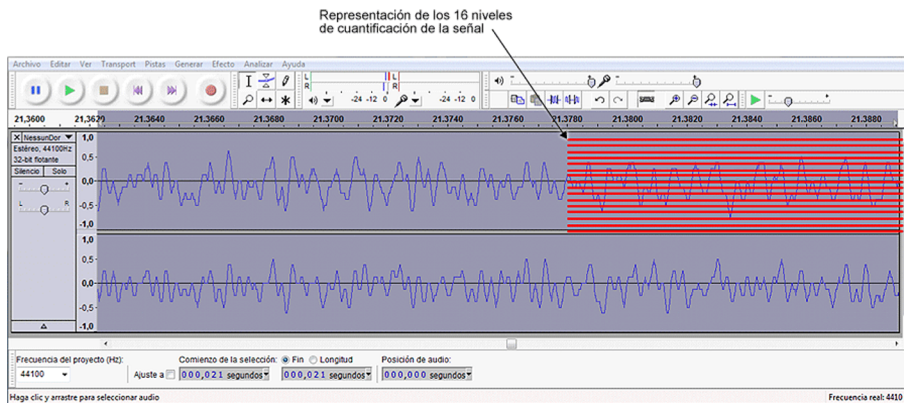 Representación de los 16 niveles
de cuantificación de la señal
Archivo Editar Ver Transport Pistas Generar Efecto Analizar Ayuda
L
R
-24 -12 0
L
R
-24 -12 0
21,3600 21,3629 21,3640 21,3660 21,3680 21,3700 21,3720 21,3740 21,3760 21,3780 21,3800 21,3820 21,3840 21,3860 21,3880
X NessunDor
Estéreo, 44100Hz
32-bit flotante
Silencio Solo
- +
L R
1,0
0,5-
0,0-
-0,5-
-1,0
1,0
0,5-
0,0-
-0,5-
-1,0
Frecuencia del proyecto (Hz):
44100
Comienzo de la selección: Fin Longitud Posición de audio:
Ajuste a 000,021 segundos 000,021 segundos 000,000 segundos
Haga clic y arrastre para seleccionar audio
Frecuencia real: 4410